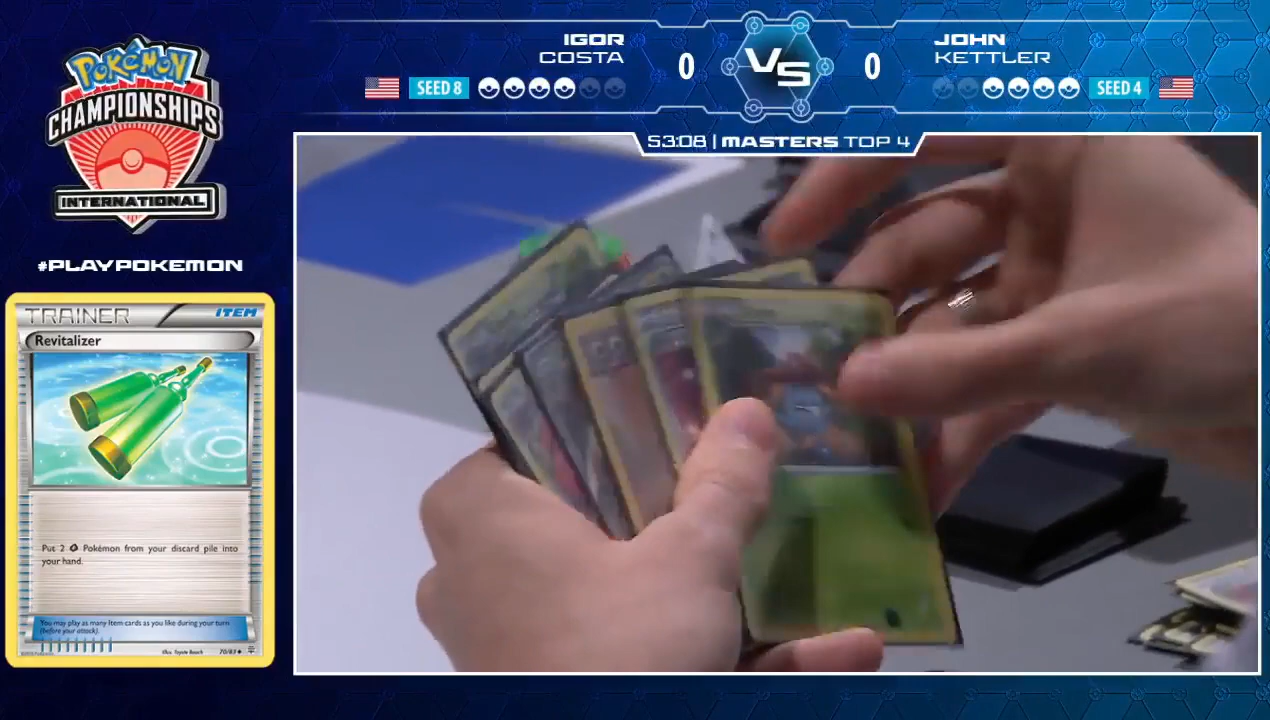 POKéMON
CHAMPIONSHIPS
INTERNATIONAL
#PLAYPOKEMON
IGOR
COSTA
0
VS
0
JOHN
KETTLER
SEED 8
SEED 4
53:08 | MASTERS TOP 4
TRAINER
ITEM
Revitalizer
Put 2 Pokémon from your discard pile into
your hand.
You may play as many Item cards as you like during your turn
(before your attack).
70/83